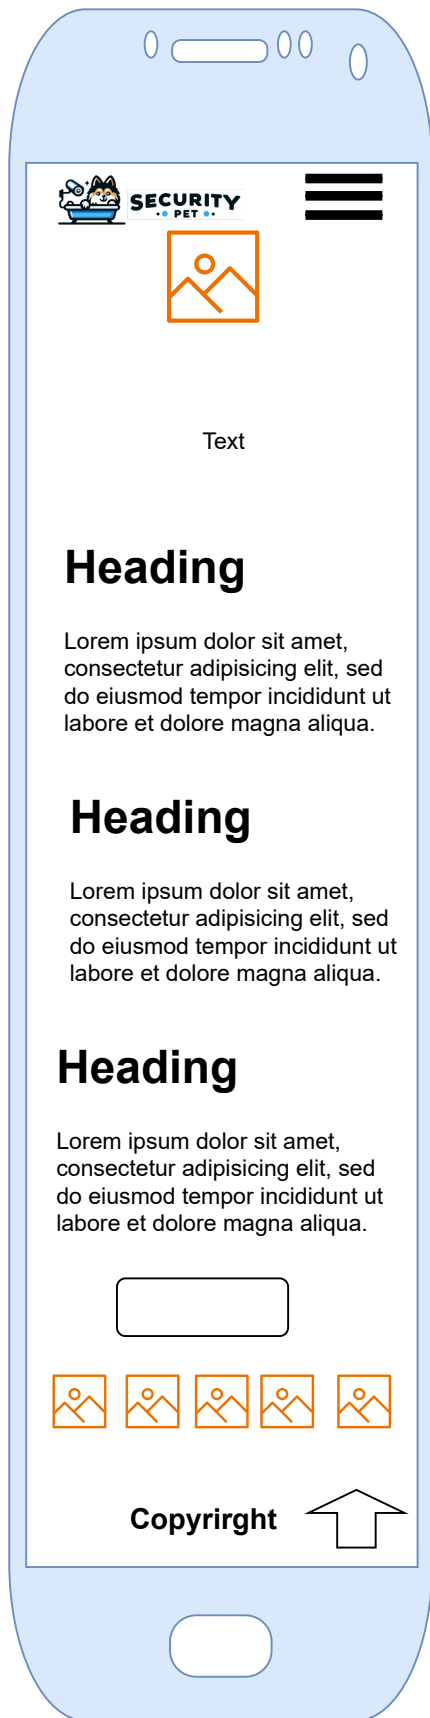 SECURITY
PET
Text
Heading
Lorem ipsum dolor sit amet,
consectetur adipisicing elit, sed
do eiusmod tempor incididunt ut
labore et dolore magna aliqua.
Heading
Lorem ipsum dolor sit amet,
consectetur adipisicing elit, sed
do eiusmod tempor incididunt ut
labore et dolore magna aliqua.
Heading
Lorem ipsum dolor sit amet,
consectetur adipisicing elit, sed
do eiusmod tempor incididunt ut
labore et dolore magna aliqua.
Copyrirght